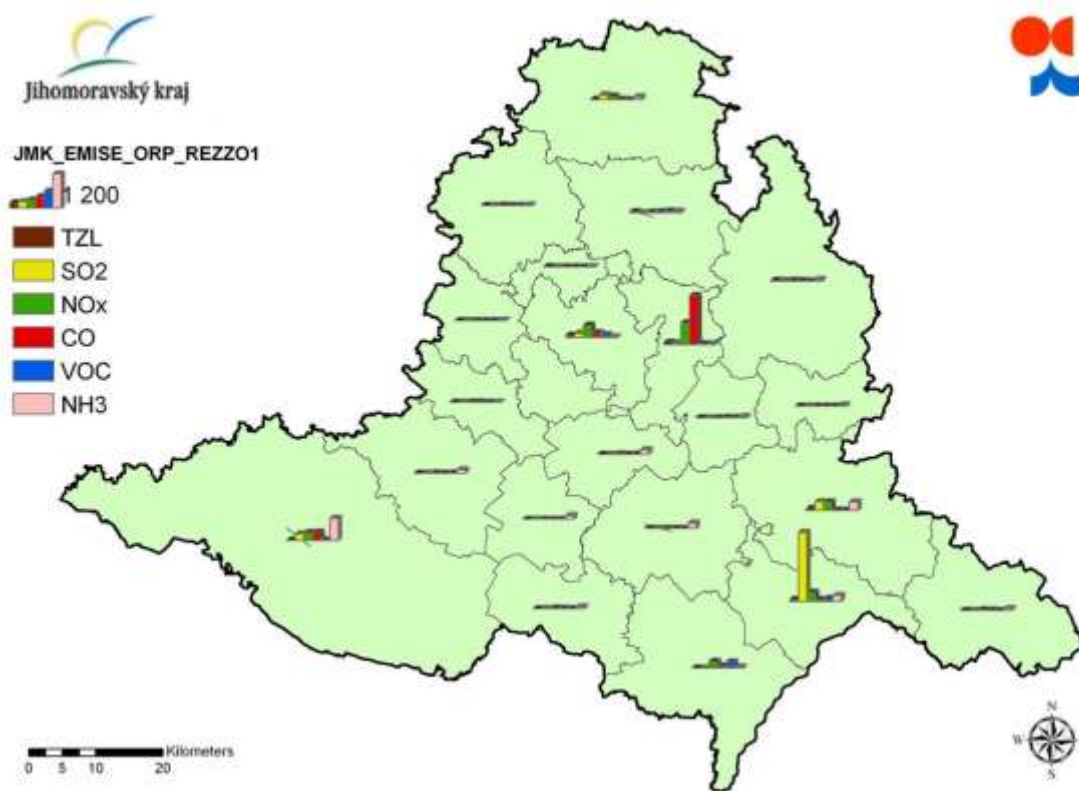 Jihomoravský kraj
JMK_EMISE_ORP_REZZO1
1 200
TZL
SO2
NOx
CO
VOC
NH3
N
W
S
Kilometers
0 5 10 20